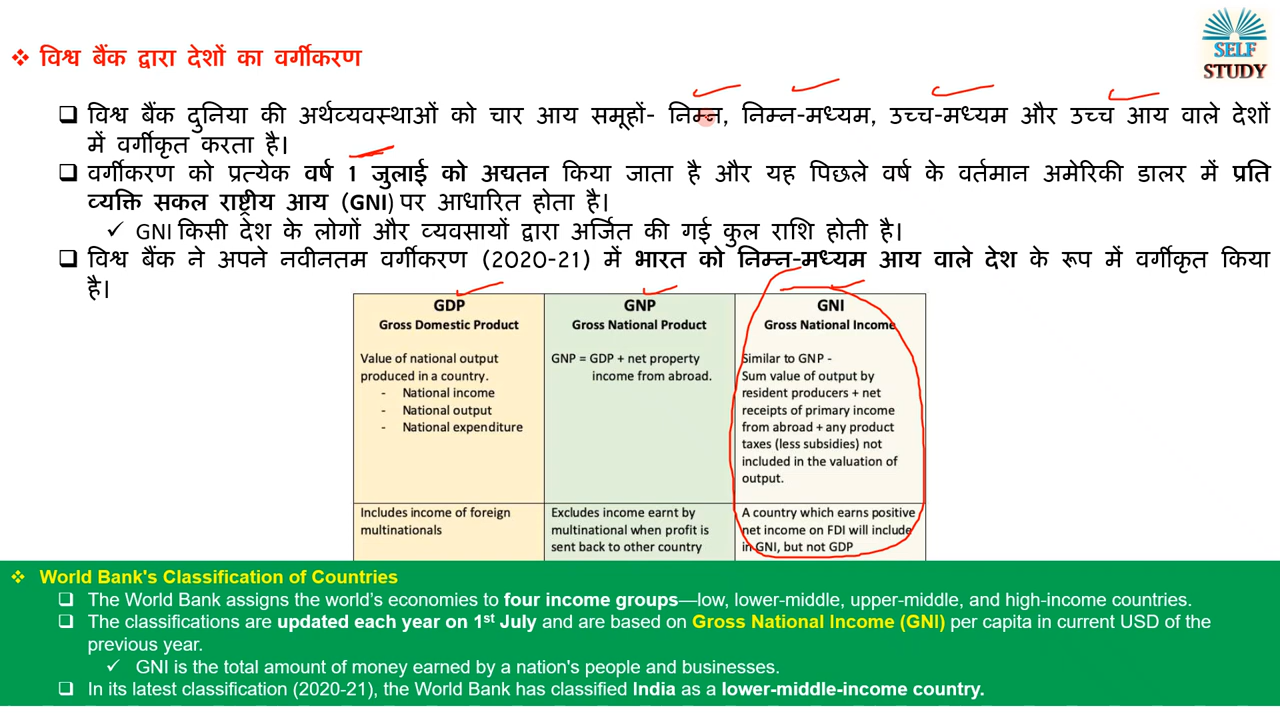 SELF
STUDY
❖ विश्व बैंक द्वारा देशों का वर्गीकरण
❑ विश्व बैंक दुनिया की अर्थव्यवस्थाओं को चार आय समूहों- निम्न, निम्न-मध्यम, उच्च-मध्यम और उच्च आय वाले देशों
में वर्गीकृत करता है।
❑ वर्गीकरण को प्रत्येक वर्ष 1 जुलाई को अद्यतन किया जाता है और यह पिछले वर्ष के वर्तमान अमेरिकी डालर में प्रति
व्यक्ति सकल राष्ट्रीय आय (GNI) पर आधारित होता है।
✓ GNI किसी देश के लोगों और व्यवसायों द्वारा अर्जित की गई कुल राशि होती है।
❑ विश्व बैंक ने अपने नवीनतम वर्गीकरण (2020-21) में भारत को निम्न-मध्यम आय वाले देश के रूप में वर्गीकृत किया
है।
GDP
Gross Domestic Product
Value of national output
produced in a country.
- National income
- National output
- National expenditure
GNP
Gross National Product
GNP = GDP + net property
income from abroad.
GNI
Gross National Income
Similar to GNP -
Sum value of output by
resident producers + net
receipts of primary income
from abroad + any product
taxes (less subsidies) not
included in the valuation of
output.
Includes income of foreign
multinationals
Excludes income earnt by
multinational when profit is
sent back to other country
A country which earns positive
net income on FDI will include
in GNI, but not GDP
❖ World Bank's Classification of Countries
❑ The World Bank assigns the world's economies to four income groups—low, lower-middle, upper-middle, and high-income countries.
❑ The classifications are updated each year on 1st July and are based on Gross National Income (GNI) per capita in current USD of the
previous year.
✓ GNI is the total amount of money earned by a nation's people and businesses.
❑ In its latest classification (2020-21), the World Bank has classified India as a lower-middle-income country.